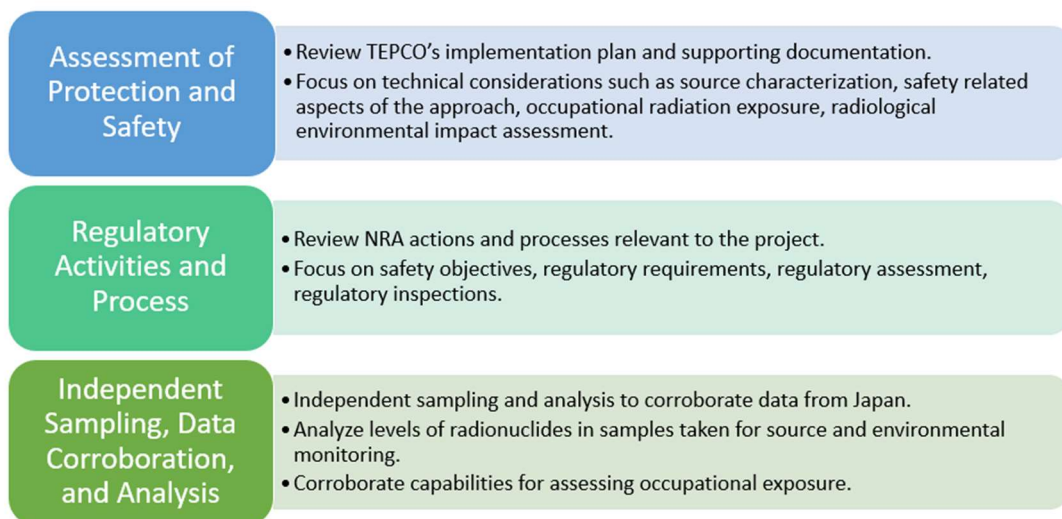 Assessment of
Protection and
Safety
• Review TEPCO's implementation plan and supporting documentation.
• Focus on technical considerations such as source characterization, safety related
aspects of the approach, occupational radiation exposure, radiological
environmental impact assessment.
Regulatory
Activities and
Process
• Review NRA actions and processes relevant to the project.
• Focus on safety objectives, regulatory requirements, regulatory assessment,
regulatory inspections.
Independent
Sampling, Data
Corroboration,
and Analysis
• Independent sampling and analysis to corroborate data from Japan.
• Analyze levels of radionuclides in samples taken for source and environmental
monitoring.
• Corroborate capabilities for assessing occupational exposure.